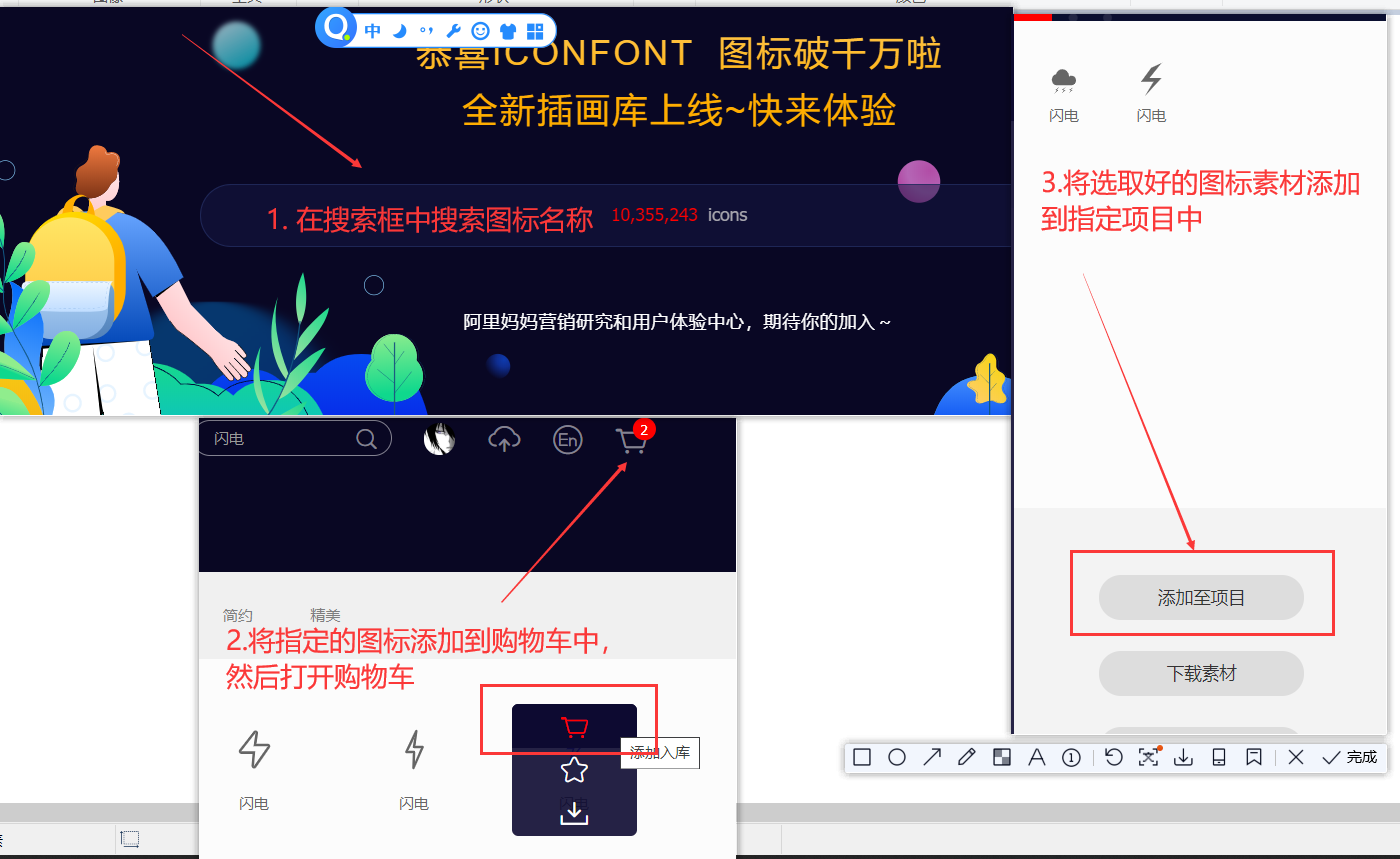 中
恭喜ICONFONT 图标破千万啦
全新插画库上线~快来体验
1. 在搜索框中搜索图标名称 10,355,243 icons
阿里妈妈营销研究和用户体验中心，期待你的加入 ~
闪电 En 2
简约 精美
2.将指定的图标添加到购物车中，
然后打开购物车
添加入库
闪电 闪电 闪电
闪电 闪电
3.将选取好的图标素材添加
到指定项目中
添加至项目
下载素材
A 1 文 完成